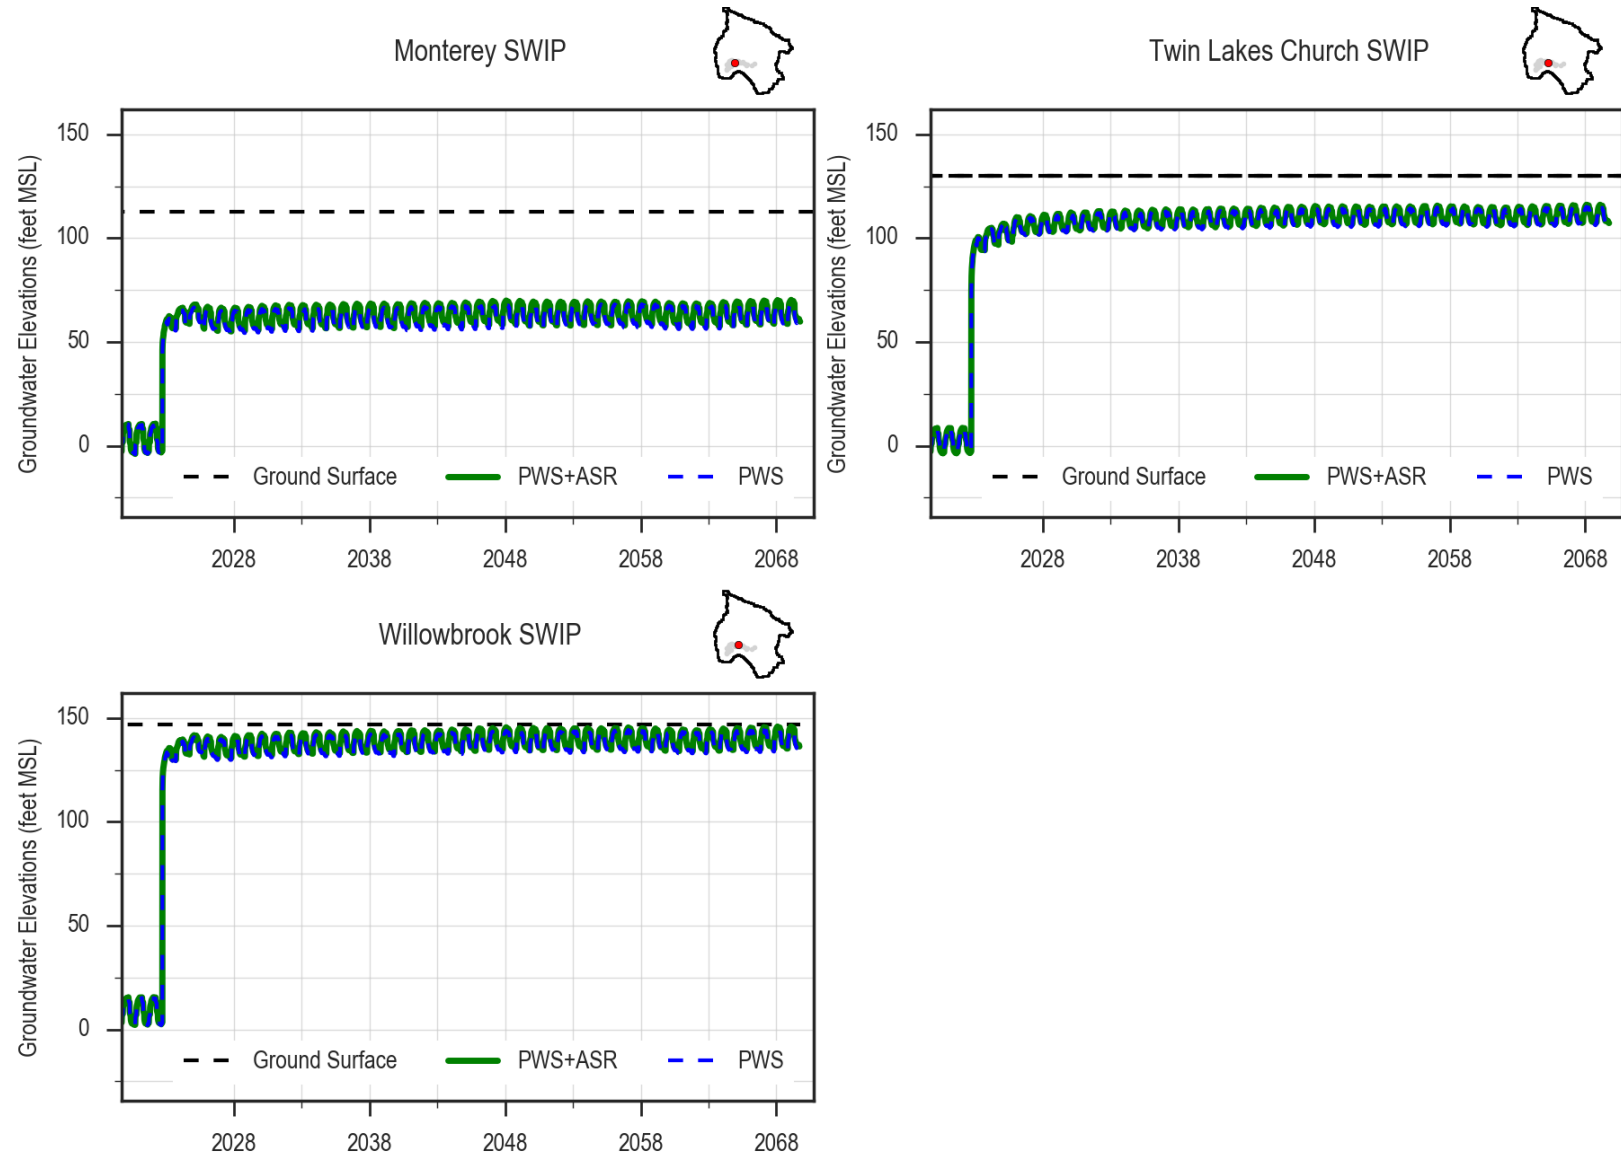 Monterey SWIP
Groundwater Elevations (feet MSL)
150
100
50
0
Ground Surface PWS+ASR PWS
2028 2038 2048 2058 2068
Twin Lakes Church SWIP
Groundwater Elevations (feet MSL)
150
100
50
0
Ground Surface PWS+ASR PWS
2028 2038 2048 2058 2068
Willowbrook SWIP
Groundwater Elevations (feet MSL)
150
100
50
0
Ground Surface PWS+ASR PWS
2028 2038 2048 2058 2068